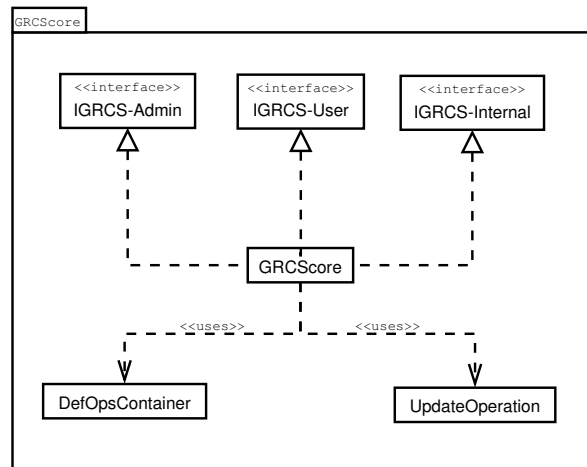 GRCScore
<<interface>>
IGRCS-Admin
<<interface>>
IGRCS-User
<<interface>>
IGRCS-Internal
GRCScore
<<uses>>
<<uses>>
DefOpsContainer
UpdateOperation